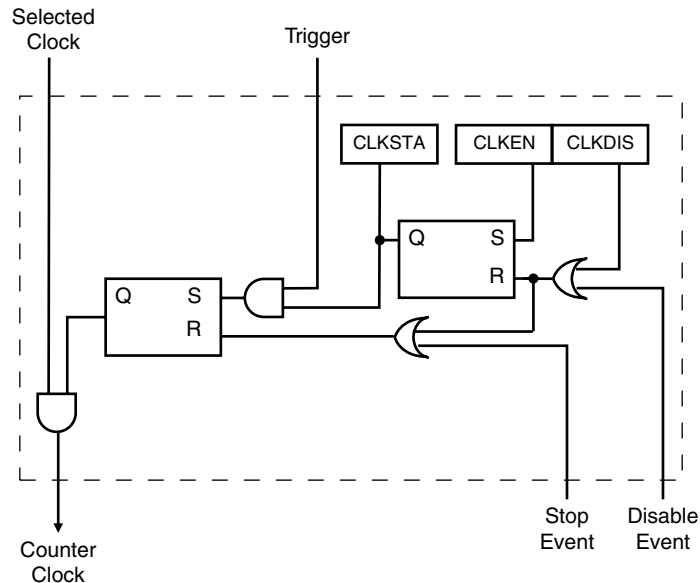 Selected
Clock
Trigger
CLKSTA
CLKEN
CLKDIS
Q
S
R
Q
S
R
Stop
Event
Disable
Event
Counter
Clock